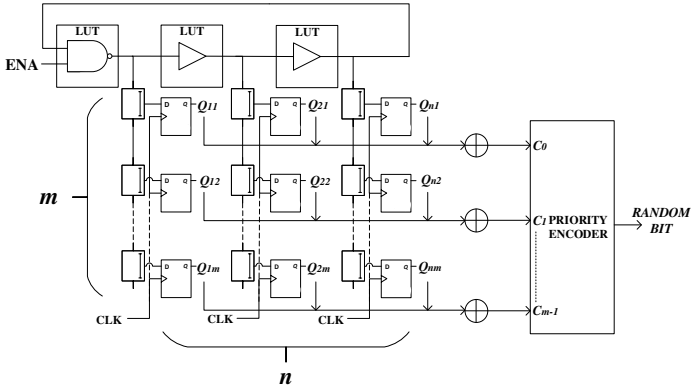 LUT LUT LUT
ENA
D Q Q11 D Q Q21 D Q Qn1
C0
m
D Q Q12 D Q Q22 D Q Qn2
C1 PRIORITY
ENCODER
RANDOM
BIT
D Q Q1m D Q Q2m D Q Qnm
CLK CLK CLK
Cm-1
n